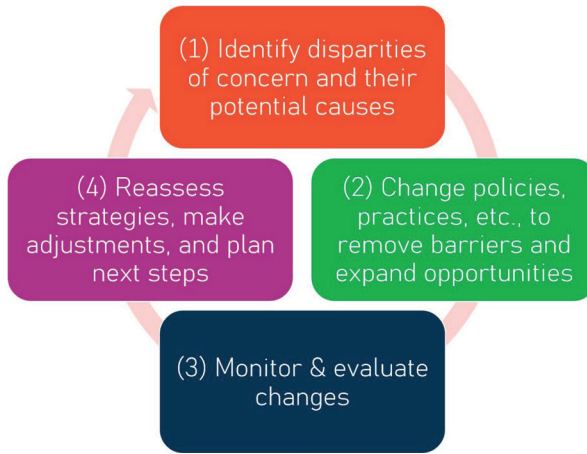 (1) Identify disparities
of concern and their
potential causes
(2) Change policies,
practices, etc., to
remove barriers and
expand opportunities
(3) Monitor & evaluate
changes
(4) Reassess
strategies, make
adjustments, and plan
next steps